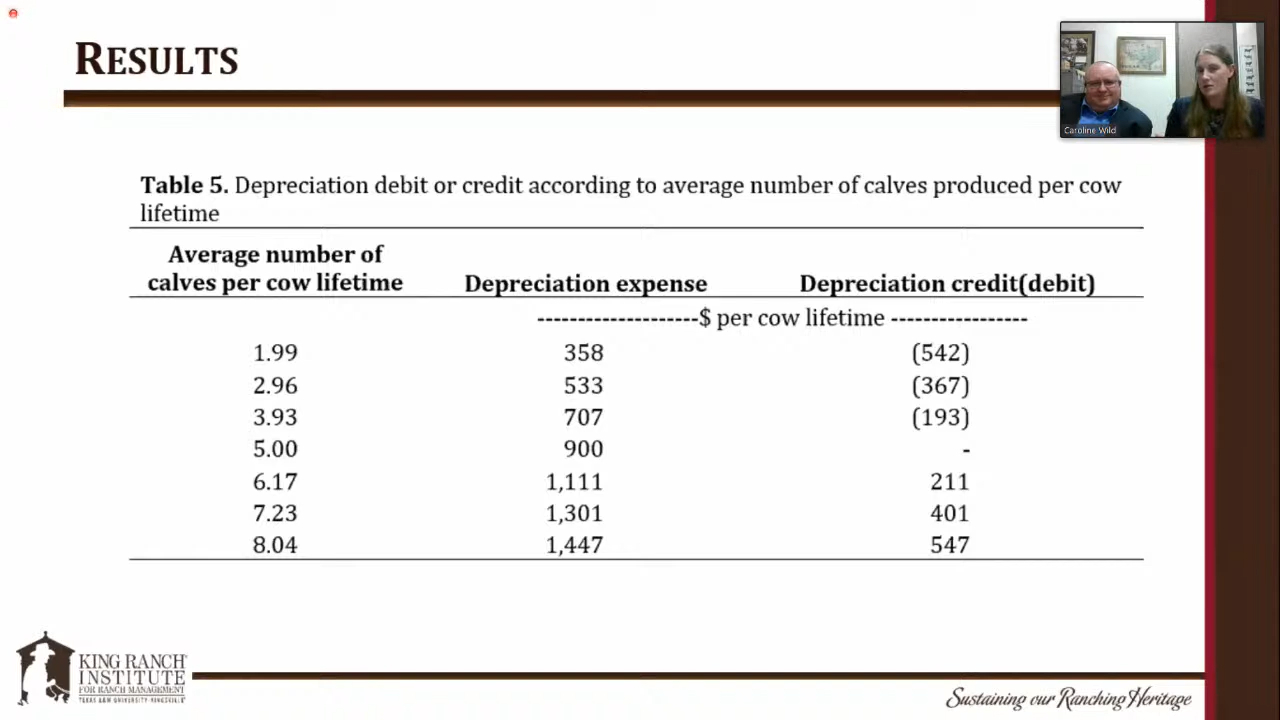 RESULTS
Caroline Wild
Table 5. Depreciation debit or credit according to average number of calves produced per cow
lifetime
Average number of
calves per cow lifetime Depreciation expense Depreciation credit(debit)
--------------------$ per cow lifetime -----------------
1.99 358 (542)
2.96 533 (367)
3.93 707 (193)
5.00 900 -
6.17 1,111 211
7.23 1,301 401
8.04 1,447 547
KING RANCH
INSTITUTE
FOR RANCH MANAGEMENT
TEXAS A&M UNIVERSITY-KINGSVILLE
Sustaining our Ranching Heritage